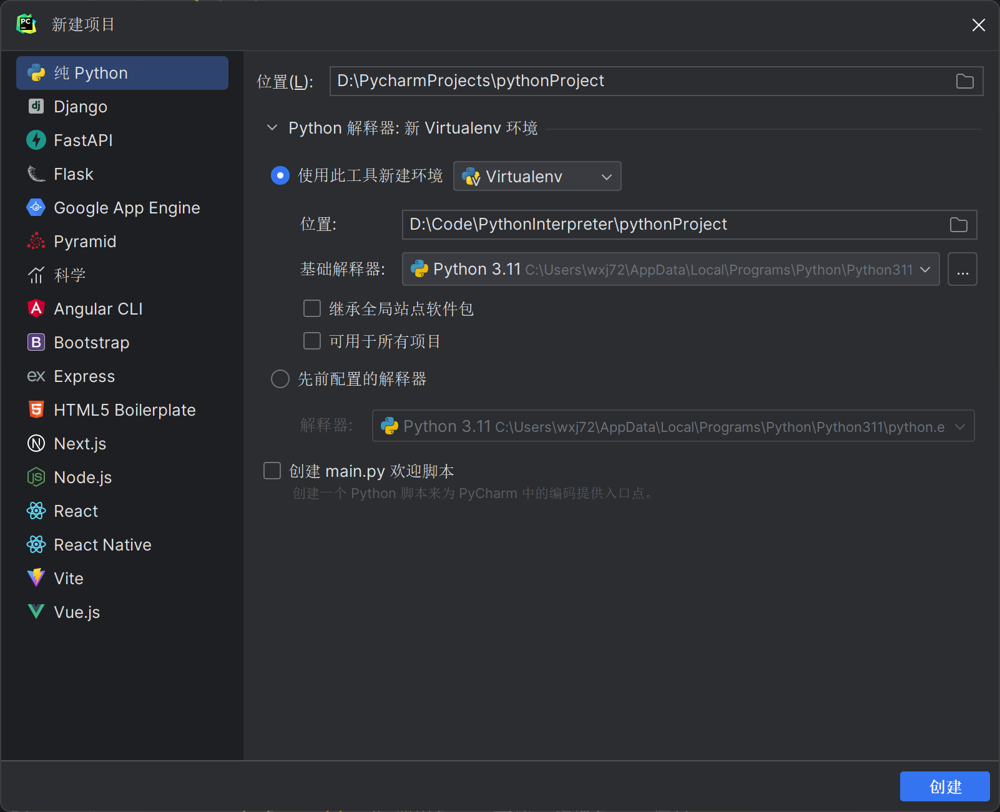 新建项目
纯 Python
Django
FastAPI
Flask
Google App Engine
Pyramid
科学
Angular CLI
Bootstrap
Express
HTML5 Boilerplate
Next.js
Node.js
React
React Native
Vite
Vue.js
位置(L): D:\PycharmProjects\pythonProject
Python 解释器: 新 Virtualenv 环境
使用此工具新建环境 Virtualenv
位置: D:\Code\PythonInterpreter\pythonProject
基础解释器: Python 3.11 C:\Users\wxj72\AppData\Local\Programs\Python\Python311 ...
继承全局站点软件包
可用于所有项目
先前配置的解释器
解释器: Python 3.11 C:\Users\wxj72\AppData\Local\Programs\Python\Python311\python.e
创建 main.py 欢迎脚本
创建一个 Python 脚本来为 PyCharm 中的编码提供入口点。
创建